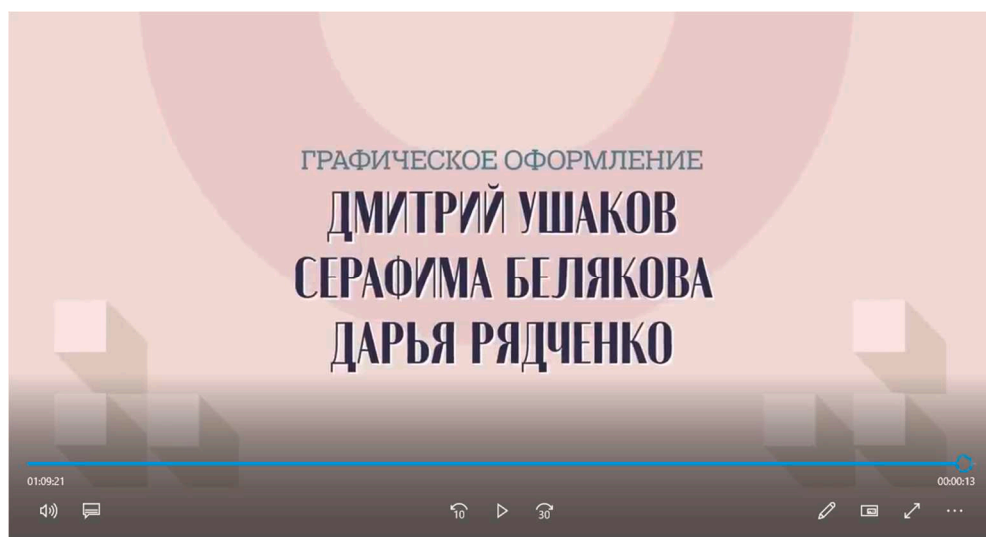 ГРАФИЧЕСКОЕ ОФОРМЛЕНИЕ
ДМИТРИЙ УШАКОВ
СЕРАФИМА БЕЛЯКОВА
ДАРЬЯ РЯДЧЕНКО
01:09:21 00:00:13
10 30